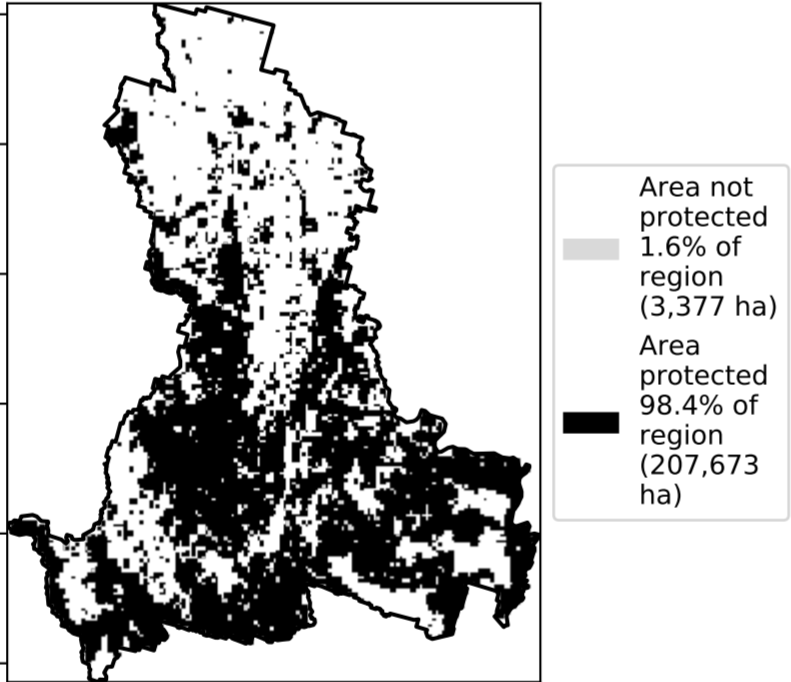 Area not
protected
1.6% of
region
(3,377 ha)
Area
protected
98.4% of
region
(207,673
ha)